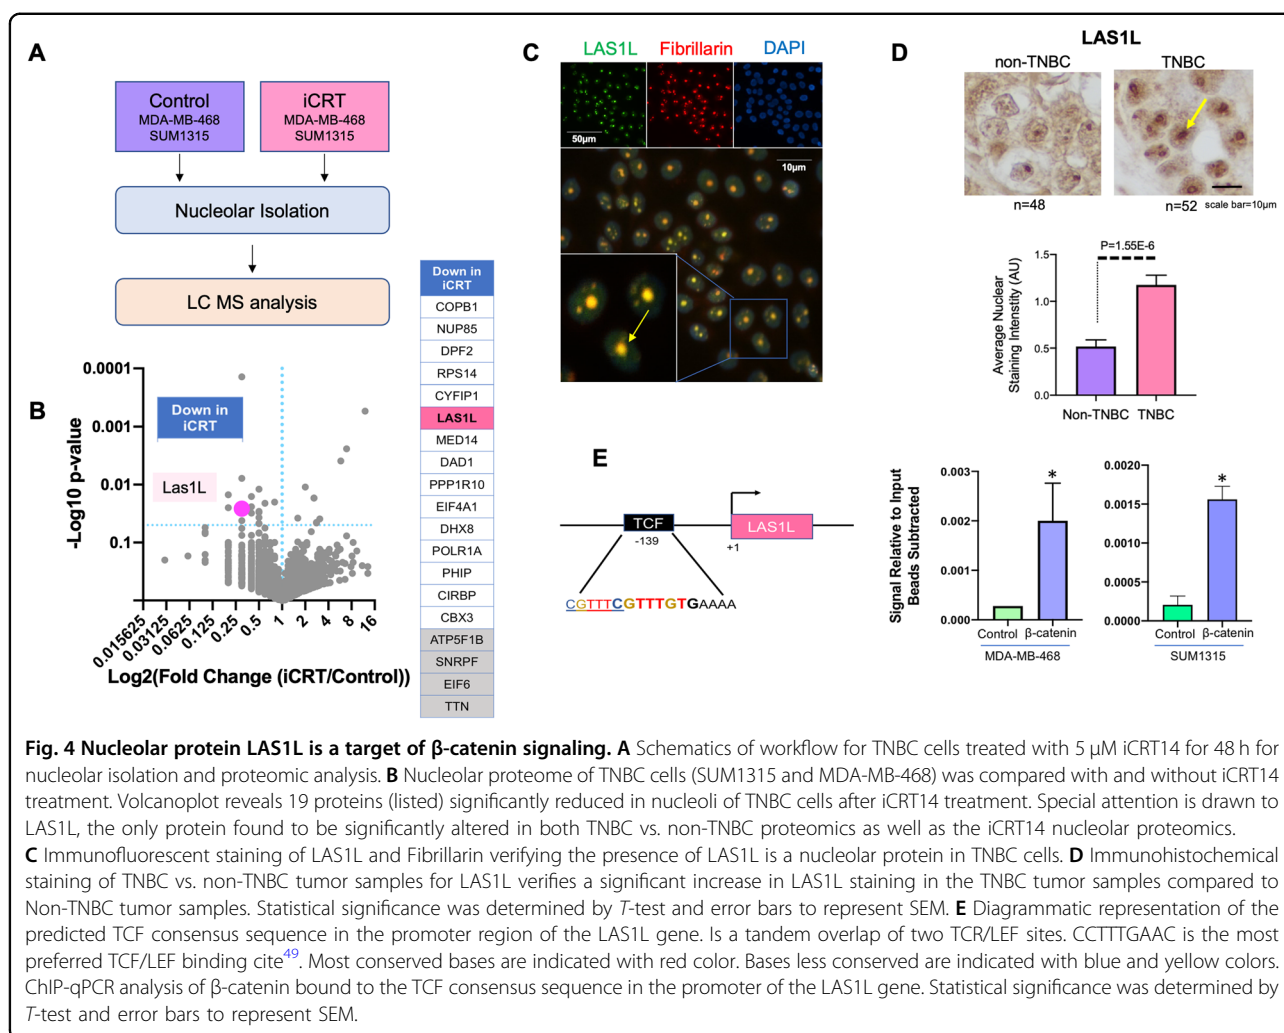 A
Control
MDA-MB-468
SUM1315
iCRT
MDA-MB-468
SUM1315
Nucleolar Isolation
LC MS analysis
B
-Log10 p-value
0.0001
0.001
0.01
0.1
Down in
iCRT
Las1L
0.015625
0.03125
0.0625
0.125
0.25
0.5
1
2
4
8
16
Log2(Fold Change (iCRT/Control))
Down in
iCRT
COPB1
NUP85
DPF2
RPS14
CYFIP1
LAS1L
MED14
DAD1
PPP1R10
EIF4A1
DHX8
POLR1A
PHIP
CIRBP
CBX3
ATP5F1B
SNRPF
EIF6
TTN
C
LAS1L
Fibrillarin
DAPI
50μm
10μm
D
LAS1L
non-TNBC
TNBC
n=48
n=52
scale bar=10μm
Average Nuclear
Staining Intenstity (AU)
1.5
1.0
0.5
0.0
P=1.55E-6
Non-TNBC
TNBC
E
TCF
-139
+1
LAS1L
CGTTTCGTTTGTGAAAA
Signal Relative to Input
Beads Subtracted
0.003
0.002
0.001
0.000
*
Control
β-catenin
MDA-MB-468
0.0020
0.0015
0.0010
0.0005
0.0000
*
Control
β-catenin
SUM1315
Fig. 4 Nucleolar protein LAS1L is a target of β-catenin signaling. A Schematics of workflow for TNBC cells treated with 5 μM iCRT14 for 48 h for
nucleolar isolation and proteomic analysis. B Nucleolar proteome of TNBC cells (SUM1315 and MDA-MB-468) was compared with and without iCRT14
treatment. Volcanoplot reveals 19 proteins (listed) significantly reduced in nucleoli of TNBC cells after iCRT14 treatment. Special attention is drawn to
LAS1L, the only protein found to be significantly altered in both TNBC vs. non-TNBC proteomics as well as the iCRT14 nucleolar proteomics.
C Immunofluorescent staining of LAS1L and Fibrillarin verifying the presence of LAS1L is a nucleolar protein in TNBC cells. D Immunohistochemical
staining of TNBC vs. non-TNBC tumor samples for LAS1L verifies a significant increase in LAS1L staining in the TNBC tumor samples compared to
Non-TNBC tumor samples. Statistical significance was determined by T-test and error bars to represent SEM. E Diagrammatic representation of the
predicted TCF consensus sequence in the promoter region of the LAS1L gene. Is a tandem overlap of two TCR/LEF sites. CCTTTGAAC is the most
preferred TCF/LEF binding cite49. Most conserved bases are indicated with red color. Bases less conserved are indicated with blue and yellow colors.
ChIP-qPCR analysis of β-catenin bound to the TCF consensus sequence in the promoter of the LAS1L gene. Statistical significance was determined by
T-test and error bars to represent SEM.